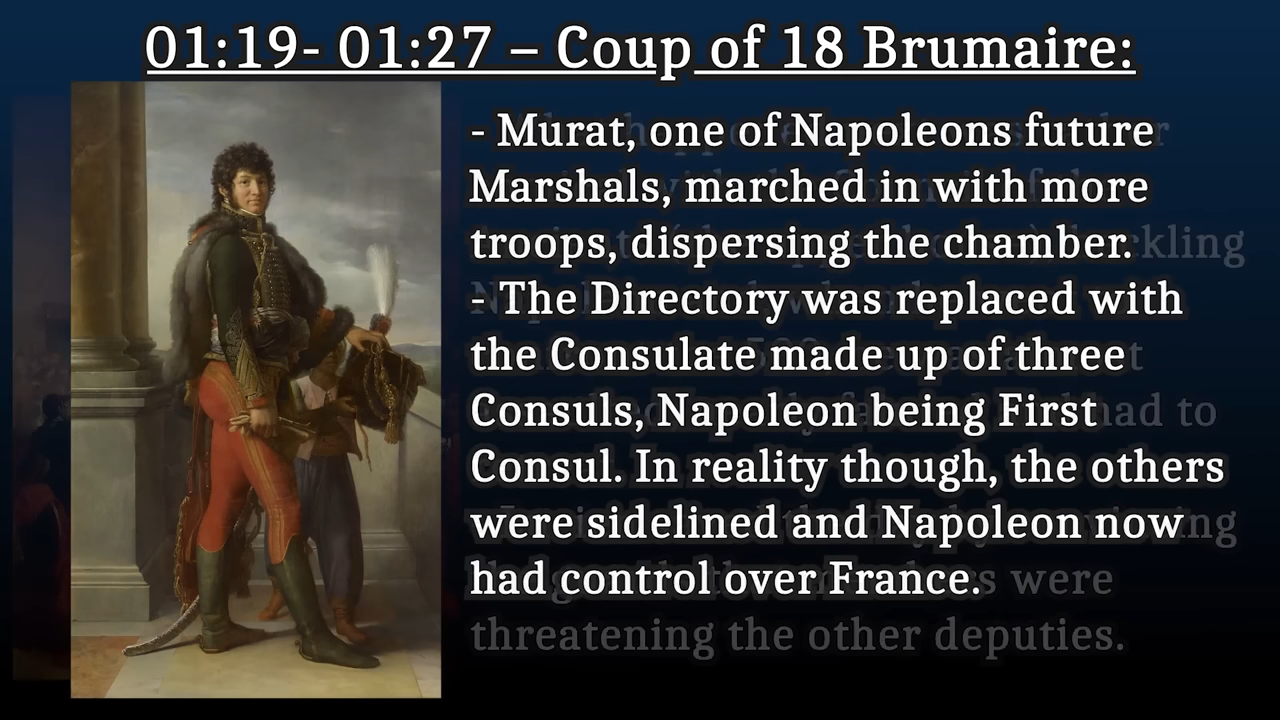 01:19- 01:27 – Coup of 18 Brumaire:
- Murat, one of Napoleons future
Marshals, marched in with more
troops, dispersing the chamber.
- The Directory was replaced with
the Consulate made up of three
Consuls, Napoleon being First
Consul. In reality though, the others
were sidelined and Napoleon now
had control over France.
were
threatening the other deputies.